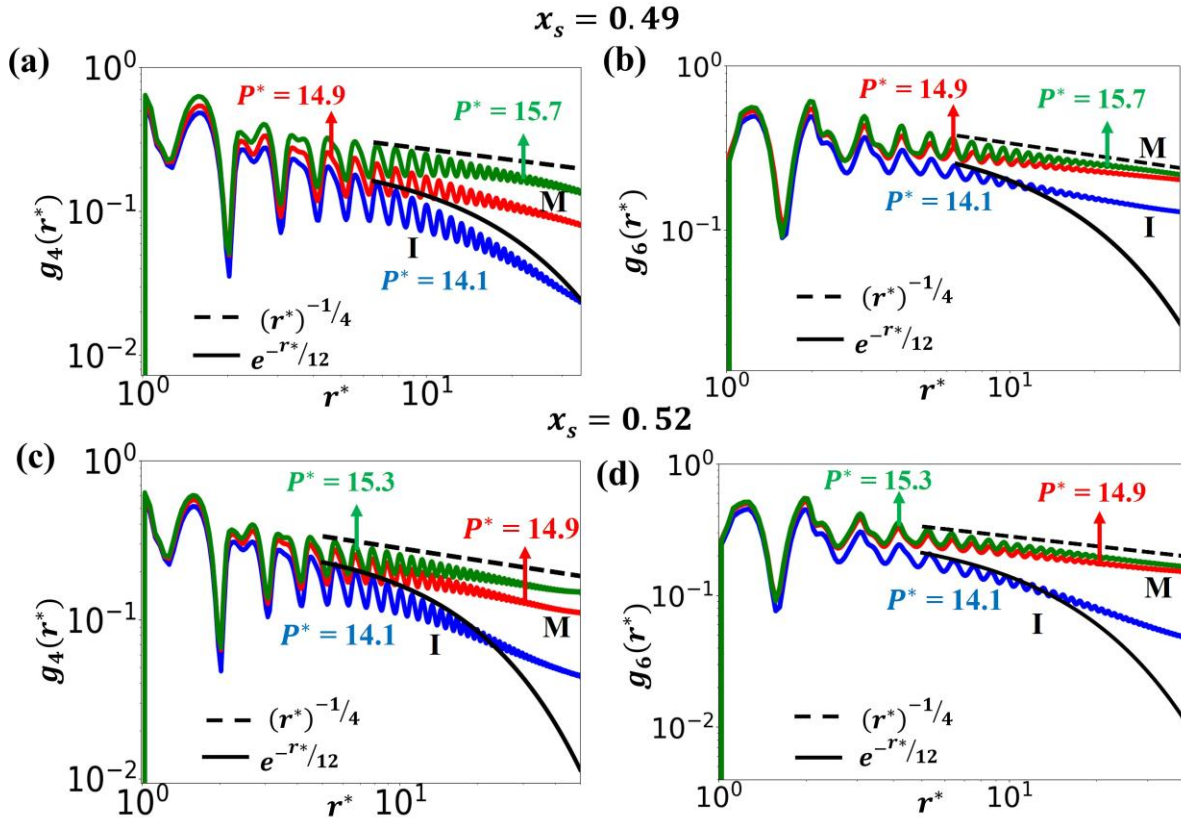 x_s = 0.49
(a)
10^0
10^-1
10^-2
g_4(r*)
P* = 14.9
P* = 15.7
M
I
P* = 14.1
(r*)^-1/4
e^-r*/12
10^0
r*
10^1
(b)
10^0
10^-1
g_6(r*)
P* = 14.9
P* = 15.7
M
P* = 14.1
I
(r*)^-1/4
e^-r*/12
10^0
r*
10^1
x_s = 0.52
(c)
10^0
10^-1
10^-2
g_4(r*)
P* = 15.3
P* = 14.9
M
P* = 14.1
I
(r*)^-1/4
e^-r*/12
10^0
r*
10^1
(d)
10^0
10^-1
10^-2
g_6(r*)
P* = 15.3
P* = 14.9
M
P* = 14.1
I
(r*)^-1/4
e^-r*/12
10^0
r*
10^1